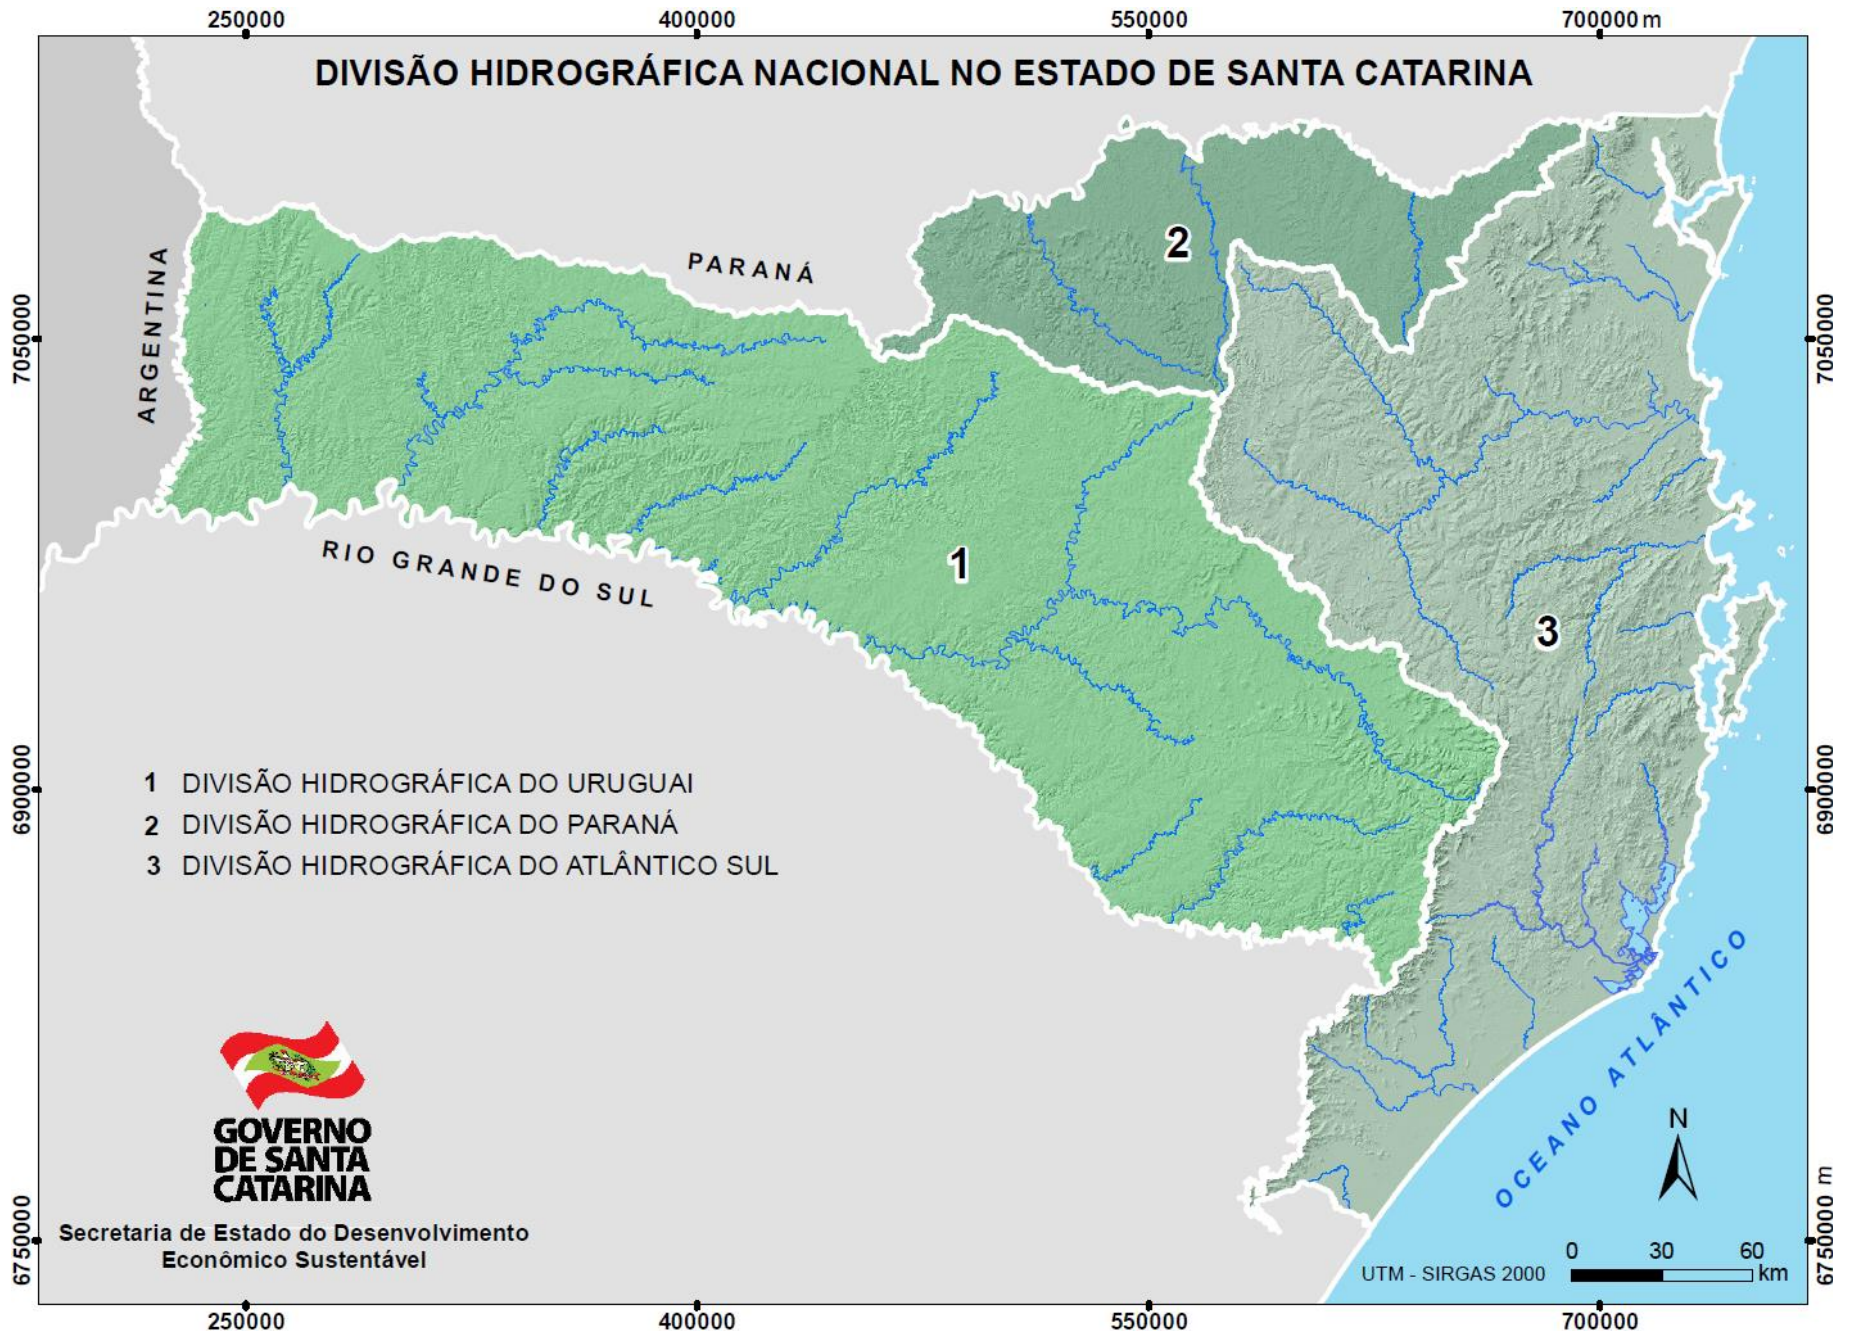 250000 400000 550000 700000 m
DIVISÃO HIDROGRÁFICA NACIONAL NO ESTADO DE SANTA CATARINA
PARANÁ
ARGENTINA
7050000
7050000
RIO GRANDE DO SUL
1
2
3
1 DIVISÃO HIDROGRÁFICA DO URUGUAI
2 DIVISÃO HIDROGRÁFICA DO PARANÁ
3 DIVISÃO HIDROGRÁFICA DO ATLÂNTICO SUL
6900000
6900000
OCEANO ATLÂNTICO
GOVERNO
DE SANTA
CATARINA
Secretaria de Estado do Desenvolvimento
Econômico Sustentável
N
0 30 60
km
UTM - SIRGAS 2000
6750000
6750000 m
250000 400000 550000 700000